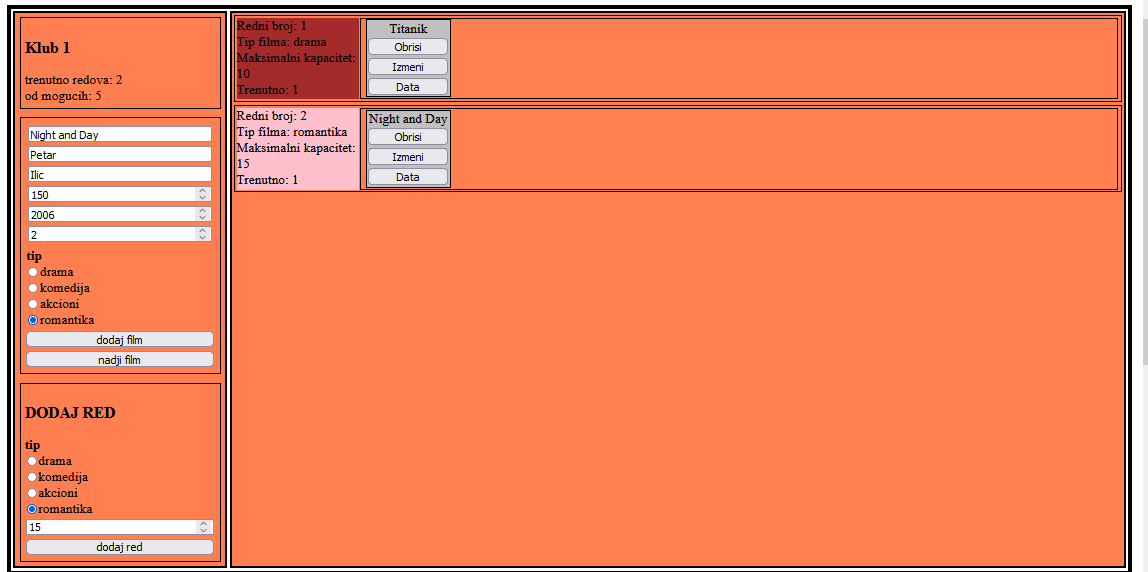 Klub 1
trenutno redova: 2
od mogucih: 5
Night and Day
Petar
Ilic
150
2006
2
tip
drama
komedija
akcioni
romantika
dodaj film
nadji film
DODAJ RED
tip
drama
komedija
akcioni
romantika
15
dodaj red
Redni broj: 1
Tip filma: drama
Maksimalni kapacitet:
10
Trenutno: 1
Titanik
Obrisi
Izmeni
Data
Redni broj: 2
Tip filma: romantika
Maksimalni kapacitet:
15
Trenutno: 1
Night and Day
Obrisi
Izmeni
Data